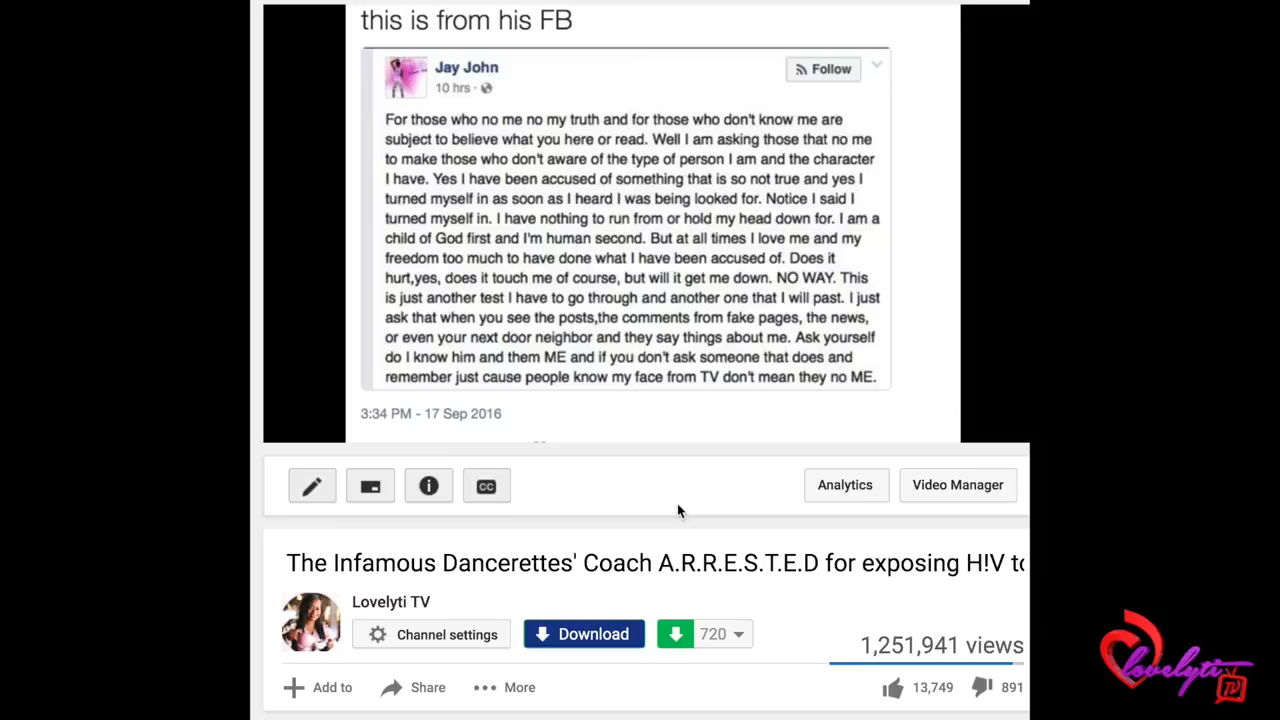 this is from his FB
Jay John
Follow
10 hrs ·
For those who no me no my truth and for those who don't know me are
subject to believe what you here or read. Well I am asking those that no me
to make those who don't aware of the type of person I am and the character
I have. Yes I have been accused of something that is so not true and yes I
turned myself in as soon as I heard I was being looked for. Notice I said I
turned myself in. I have nothing to run from or hold my head down for. I am a
child of God first and I'm human second. But at all times I love me and my
freedom too much to have done what I have been accused of. Does it
hurt,yes, does it touch me of course, but will it get me down. NO WAY. This
is just another test I have to go through and another one that I will past. I just
ask that when you see the posts,the comments from fake pages, the news,
or even your next door neighbor and they say things about me. Ask yourself
do I know him and them ME and if you don't ask someone that does and
remember just cause people know my face from TV don't mean they no ME.
3:34 PM - 17 Sep 2016
CC
Analytics
Video Manager
The Infamous Dancerettes' Coach A.R.R.E.S.T.E.D for exposing H!V to
Lovelyti TV
Channel settings
Download
720
1,251,941 views
Add to
Share
More
13,749
891
lovelyti
TV